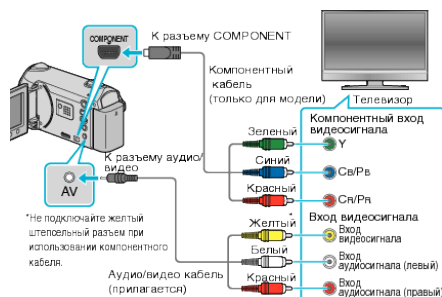 COMPONENT
К разъему COMPONENT
Компонентный
кабель
(только для модели)
Телевизор
Компонентный вход
видеосигнала
Зеленый
Y
Синий
CB/PB
Красный
CR/PR
К разъему аудио/
видео
AV
*Не подключайте желтый
штепсельный разъем при
использовании компонентного
кабеля.
Вход видеосигнала
Желтый*
Вход
видеосигнала
Белый
Вход
аудиосигнала (левый)
Аудио/видео кабель
(прилагается)
Красный
Вход
аудиосигнала (правый)